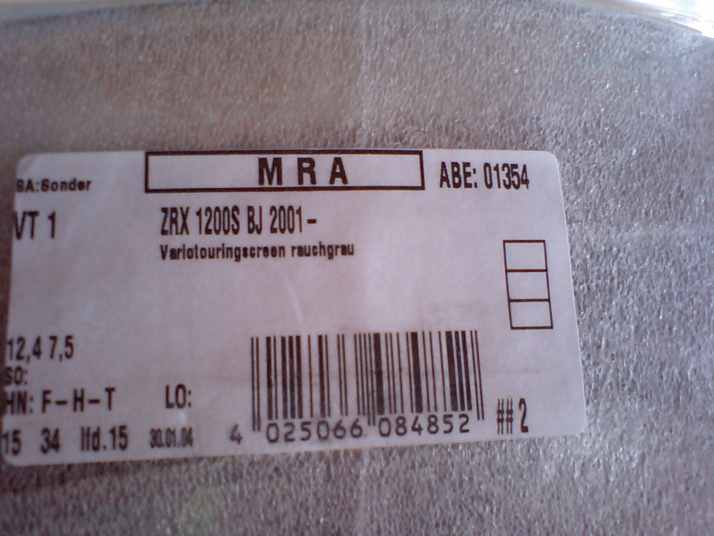 MRA
ABE: 01354
SA:Sonder
VT 1
ZRX 1200S BJ 2001-
Variotouringscreen rauchgrau
12,4 7,5
SO:
HN: F-H-T
LO:
15 34 lfd.15 30.01.04
4 025066 084852
## 2